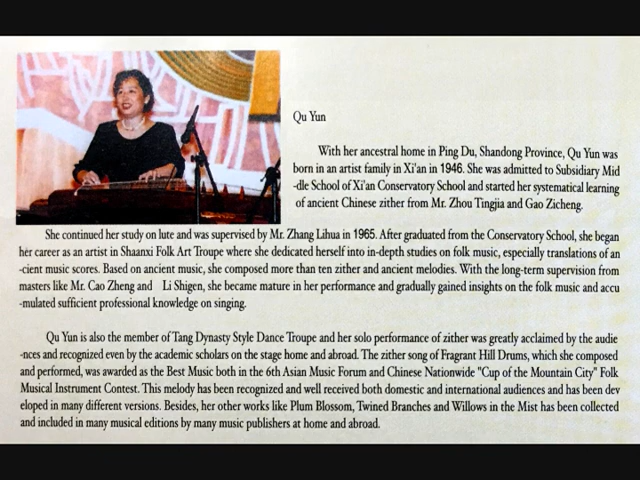 Qu Yun
With her ancestral home in Ping Du, Shandong Province, Qu Yun was
born in an artist family in Xi'an in 1946. She was admitted to Subsidiary Mid
-dle School of Xi'an Conservatory School and started her systematical learning
of ancient Chinese zither from Mr. Zhou Tingjia and Gao Zicheng.
She continued her study on lute and was supervised by Mr. Zhang Lihua in 1965. After graduated from the Conservatory School, she began
her career as an artist in Shaanxi Folk Art Troupe where she dedicated herself into in-depth studies on folk music, especially translations of an
-cient music scores. Based on ancient music, she composed more than ten zither and ancient melodies. With the long-term supervision from
masters like Mr. Cao Zheng and Li Shigen, she became mature in her performance and gradually gained insights on the folk music and accu
-mulated sufficient professional knowledge on singing.
Qu Yun is also the member of Tang Dynasty Style Dance Troupe and her solo performance of zither was greatly acclaimed by the audie
-nces and recognized even by the academic scholars on the stage home and abroad. The zither song of Fragrant Hill Drums, which she composed
and performed, was awarded as the Best Music both in the 6th Asian Music Forum and Chinese Nationwide "Cup of the Mountain City" Folk
Musical Instrument Contest. This melody has been recognized and well received both domestic and international audiences and has been dev
eloped in many different versions. Besides, her other works like Plum Blossom, Twined Branches and Willows in the Mist has been collected
and included in many musical editions by many music publishers at home and abroad.